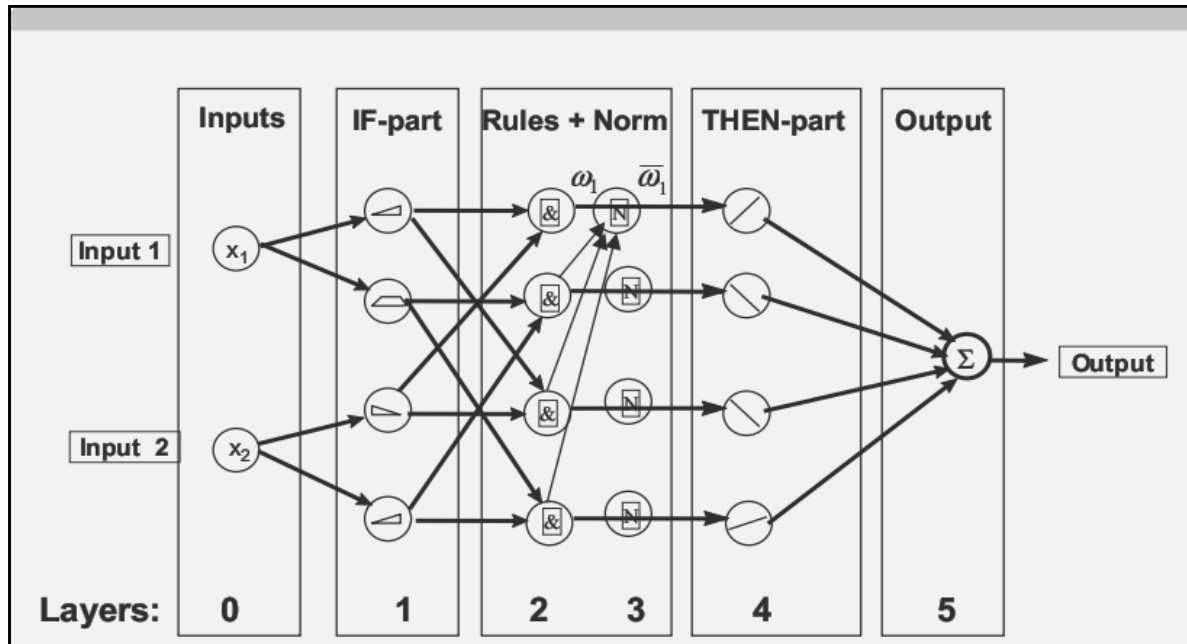 Inputs
IF-part
Rules + Norm
THEN-part
Output
ω₁
ω̅₁
Input 1
x₁
&
N
&
N
Σ
Output
&
N
Input 2
x₂
&
N
Layers: 0 1 2 3 4 5